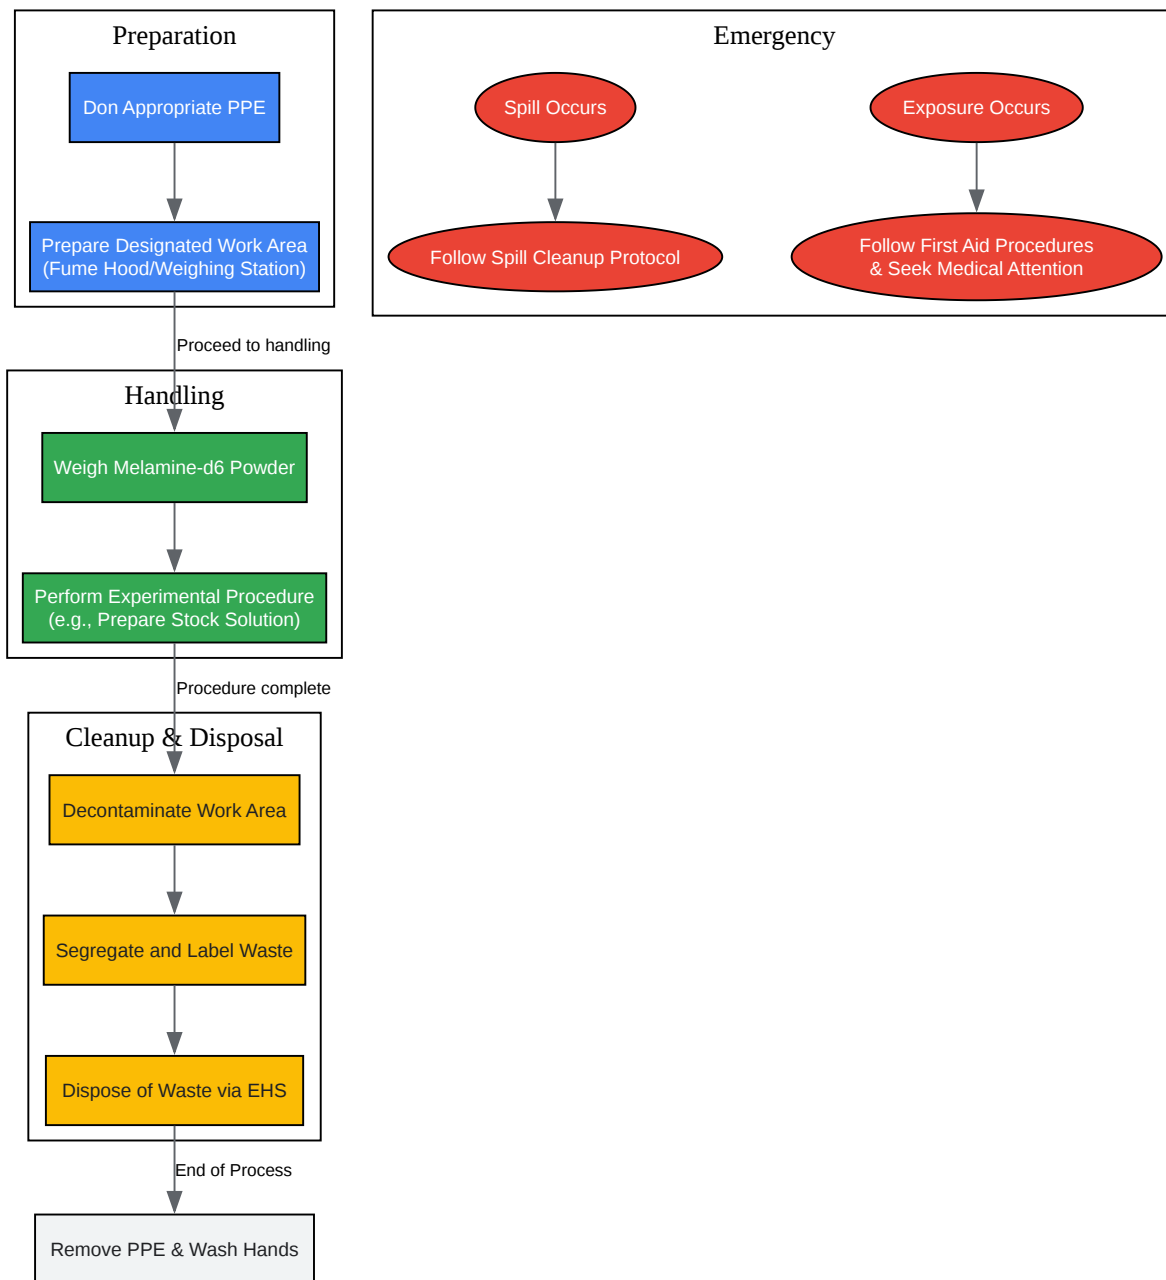 Preparation
Don Appropriate PPE
Prepare Designated Work Area
(Fume Hood/Weighing Station)
Proceed to handling
Handling
Weigh Melamine-d6 Powder
Perform Experimental Procedure
(e.g., Prepare Stock Solution)
Procedure complete
Cleanup & Disposal
Decontaminate Work Area
Segregate and Label Waste
Dispose of Waste via EHS
End of Process
Remove PPE & Wash Hands
Emergency
Spill Occurs
Follow Spill Cleanup Protocol
Exposure Occurs
Follow First Aid Procedures
& Seek Medical Attention